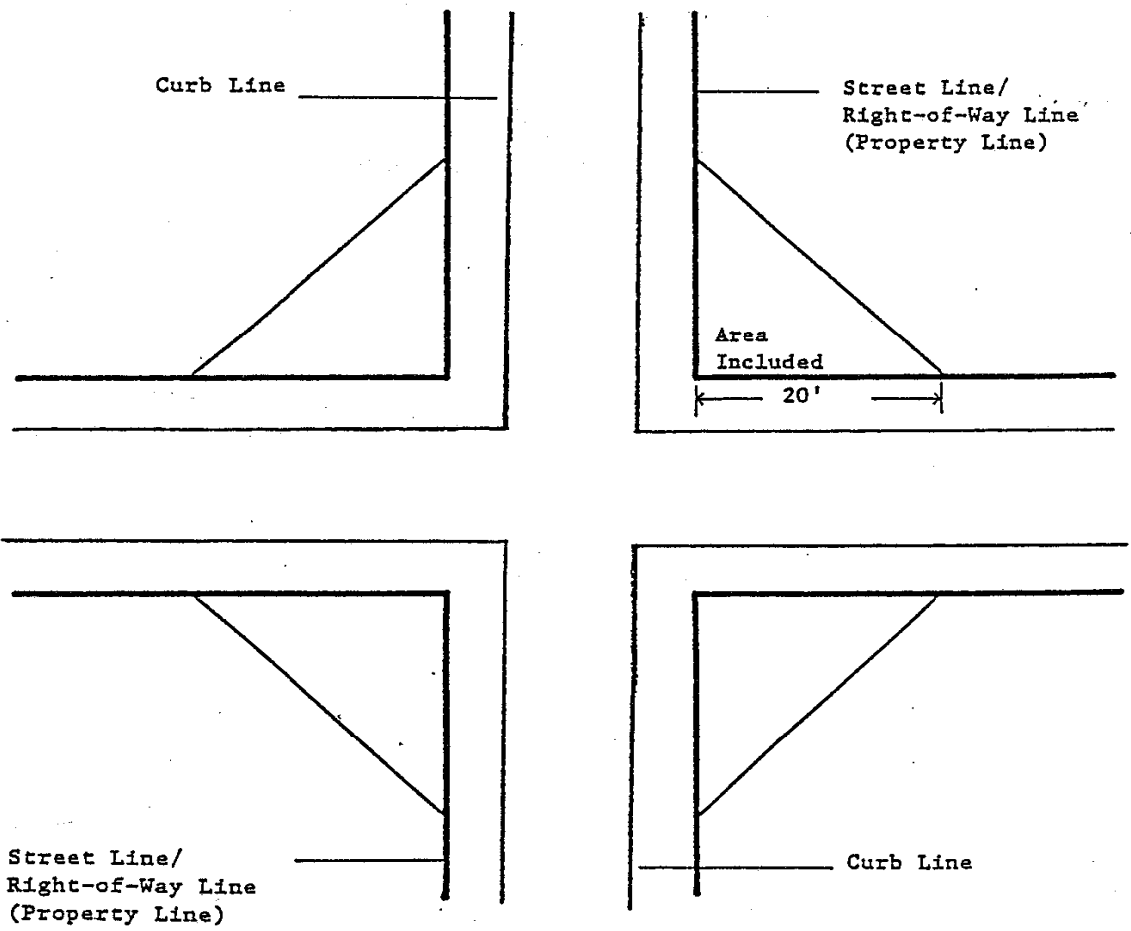 Curb Line
Street Line/
Right-of-Way Line
(Property Line)
Area
Included
20'
Street Line/
Right-of-Way Line
(Property Line)
Curb Line